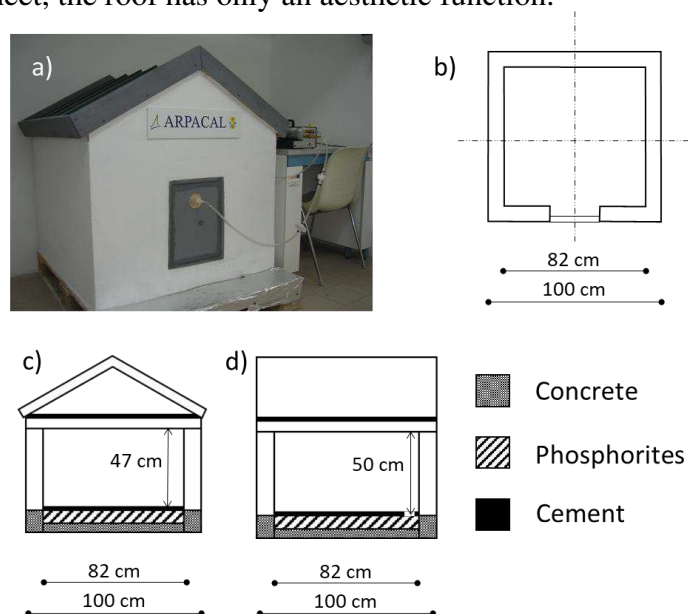 neet, the roof has only an aesthetic function.
a)
ARPACAL
b)
82 cm
100 cm
c)
47 cm
82 cm
100 cm
d)
50 cm
82 cm
100 cm
Concrete
Phosphorites
Cement